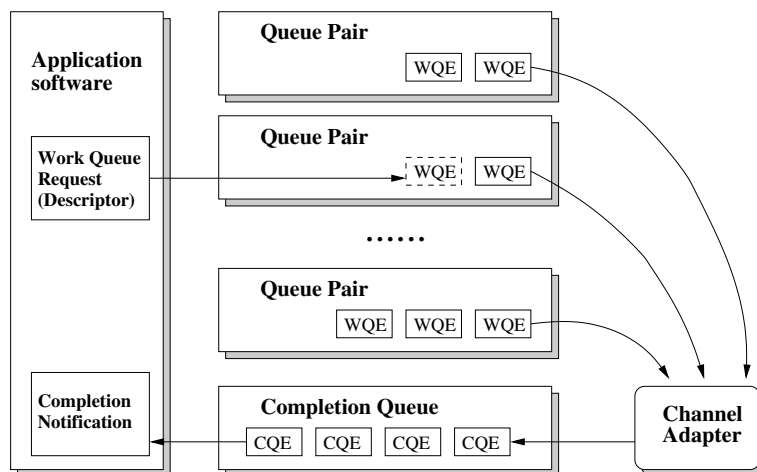 Application
software
Work Queue
Request
(Descriptor)
Completion
Notification
Queue Pair
WQE WQE
Queue Pair
WQE WQE
......
Queue Pair
WQE WQE WQE
Completion Queue
CQE CQE CQE CQE
Channel
Adapter